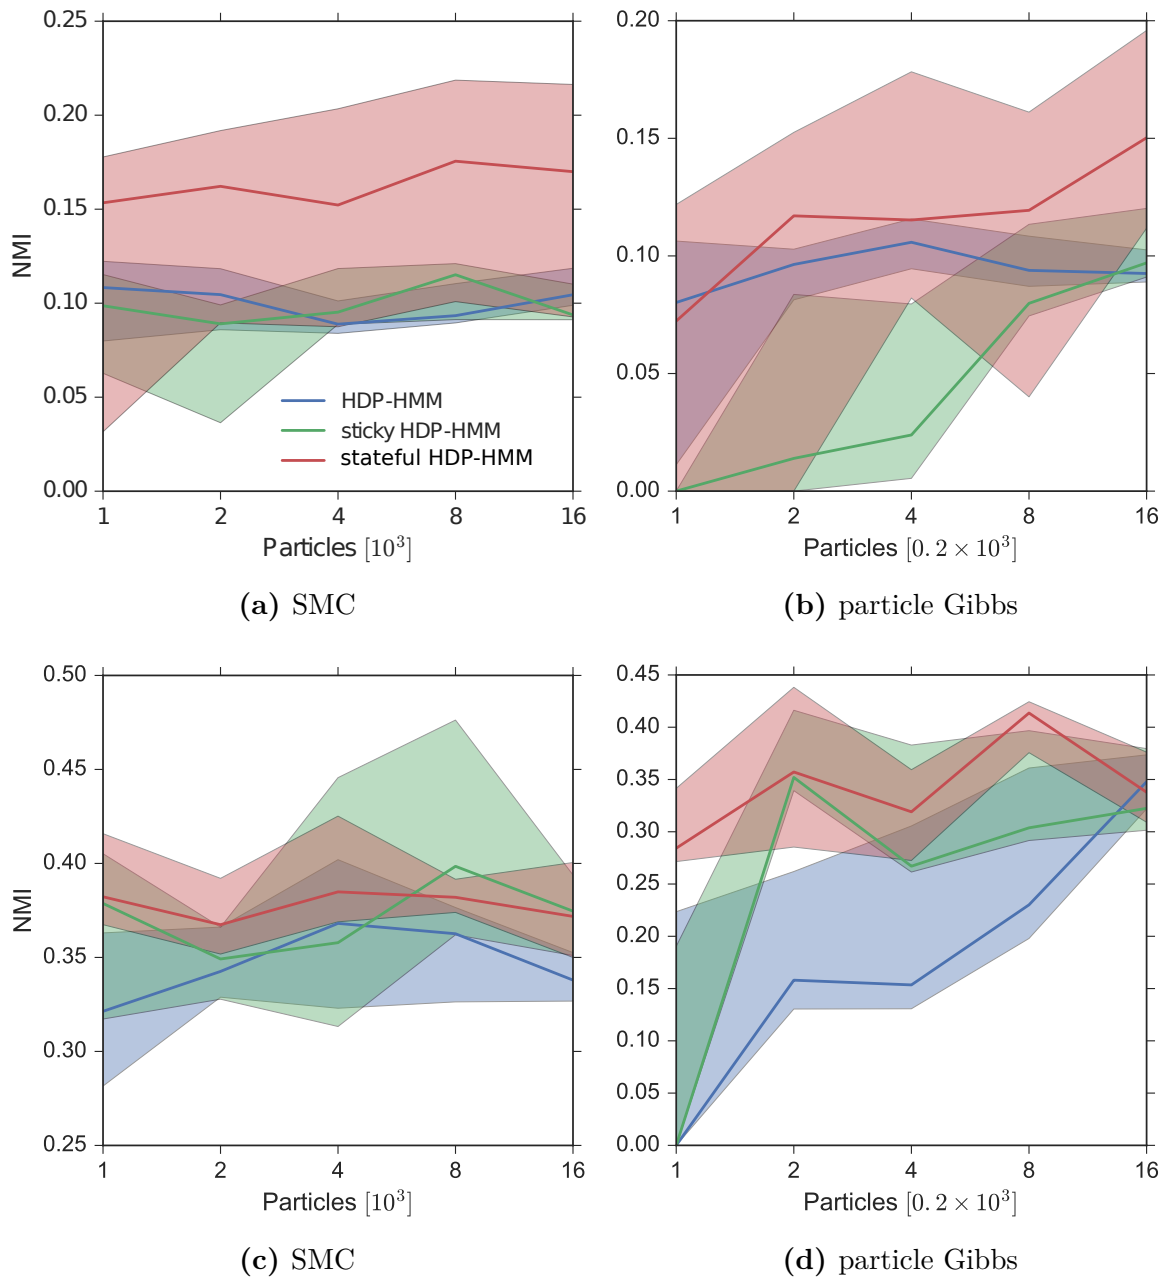 0.25
0.20
0.15
0.10
0.05
0.00
NMI
HDP-HMM
sticky HDP-HMM
stateful HDP-HMM
1 2 4 8 16
Particles [10³]
(a) SMC
0.20
0.15
0.10
0.05
0.00
1 2 4 8 16
Particles [0.2 × 10³]
(b) particle Gibbs
0.50
0.45
0.40
0.35
0.30
0.25
NMI
1 2 4 8 16
Particles [10³]
(c) SMC
0.45
0.40
0.35
0.30
0.25
0.20
0.15
0.10
0.05
0.00
1 2 4 8 16
Particles [0.2 × 10³]
(d) particle Gibbs